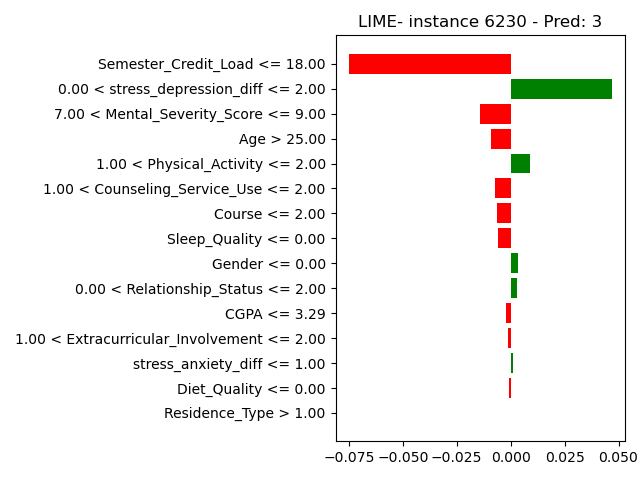 LIME- instance 6230 - Pred: 3
Semester_Credit_Load <= 18.00
0.00 < stress_depression_diff <= 2.00
7.00 < Mental_Severity_Score <= 9.00
Age > 25.00
1.00 < Physical_Activity <= 2.00
1.00 < Counseling_Service_Use <= 2.00
Course <= 2.00
Sleep_Quality <= 0.00
Gender <= 0.00
0.00 < Relationship_Status <= 2.00
CGPA <= 3.29
1.00 < Extracurricular_Involvement <= 2.00
stress_anxiety_diff <= 1.00
Diet_Quality <= 0.00
Residence_Type > 1.00
−0.075 −0.050 −0.025 0.000 0.025 0.050